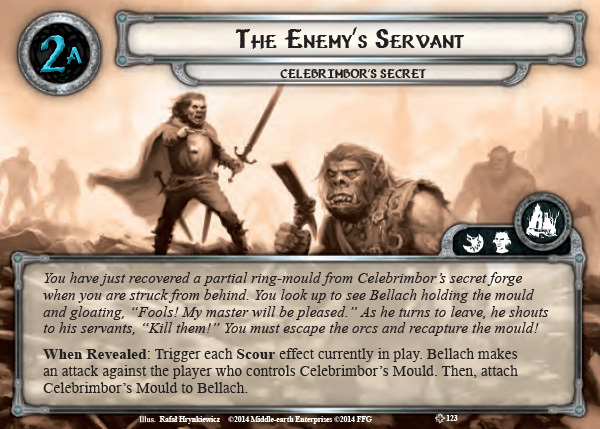 2A
The Enemy's Servant
Celebrimbor's Secret
You have just recovered a partial ring-mould from Celebrimbor's secret forge
when you are struck from behind. You look up to see Bellach holding the mould
and gloating, “Fools! My master will be pleased.” As he turns to leave, he shouts
to his servants, “Kill them!” You must escape the orcs and recapture the mould!
When Revealed: Trigger each Scour effect currently in play. Bellach makes
an attack against the player who controls Celebrimbor's Mould. Then, attach
Celebrimbor's Mould to Bellach.
Illus. Rafał Hrynkiewicz ©2014 Middle-earth Enterprises ©2014 FFG 123